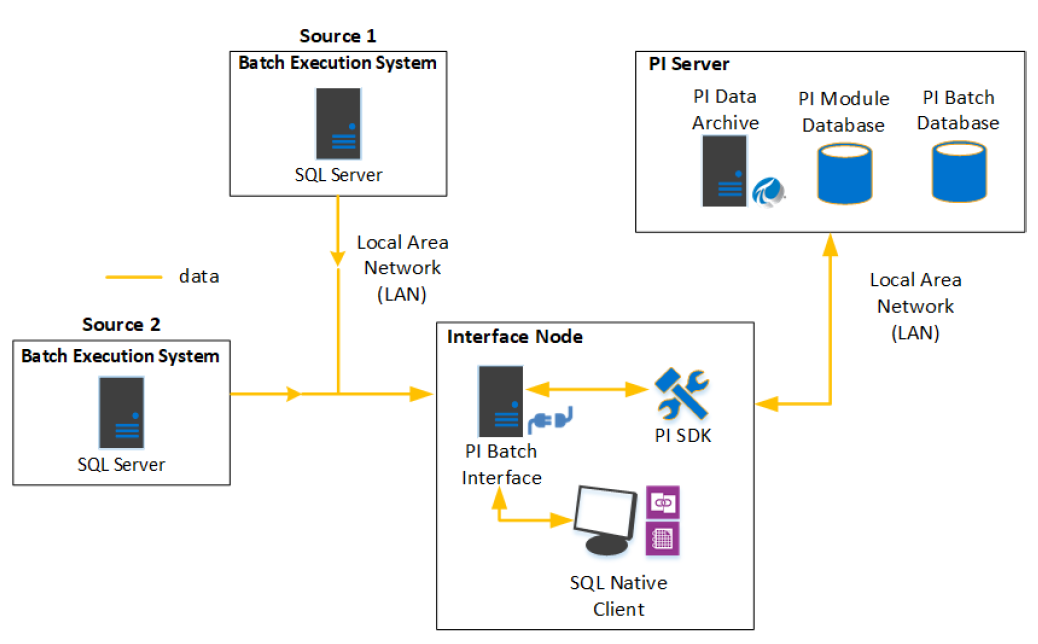 Source 1
Batch Execution System
SQL Server
Local Area
Network
(LAN)
data
Source 2
Batch Execution System
SQL Server
PI Server
PI Data
Archive
PI Module
Database
PI Batch
Database
Local Area
Network
(LAN)
Interface Node
PI Batch
Interface
PI SDK
SQL Native
Client